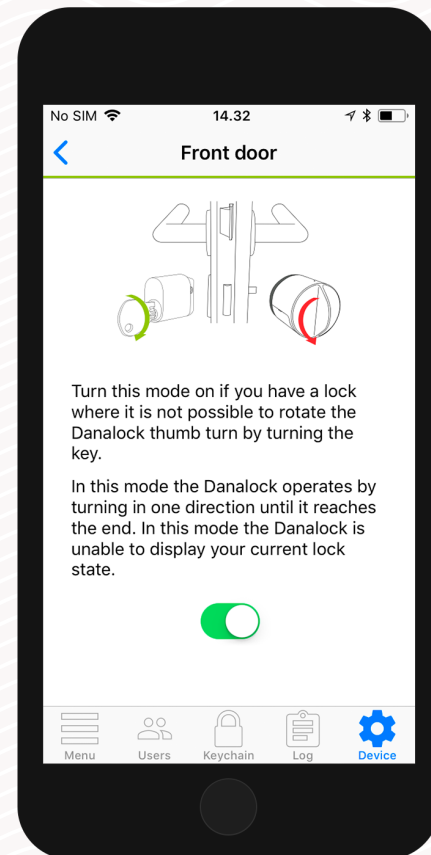 No SIM 14.32
Front door
Turn this mode on if you have a lock
where it is not possible to rotate the
Danalock thumb turn by turning the
key.
In this mode the Danalock operates by
turning in one direction until it reaches
the end. In this mode the Danalock is
unable to display your current lock
state.
Menu Users Keychain Log Device